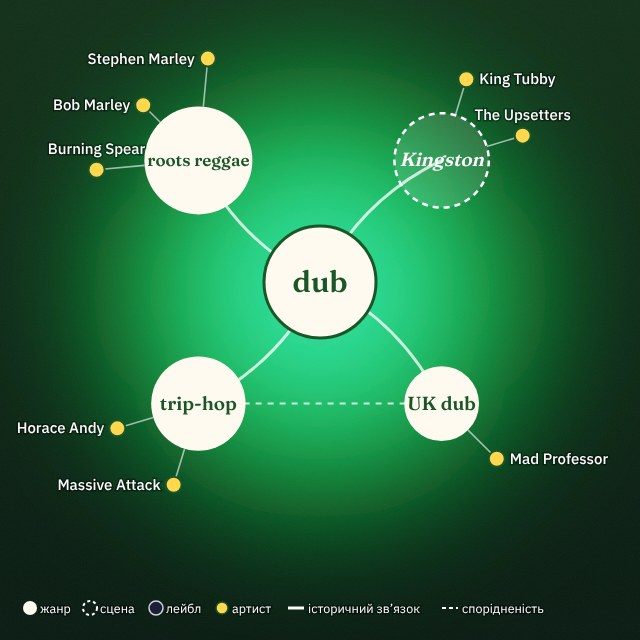 Stephen Marley
King Tubby
Bob Marley
The Upsetters
Burning Spear
roots reggae
Kingston
dub
trip-hop
UK dub
Horace Andy
Mad Professor
Massive Attack
жанр сцена лейбл артист історичний зв’язок спорідненість